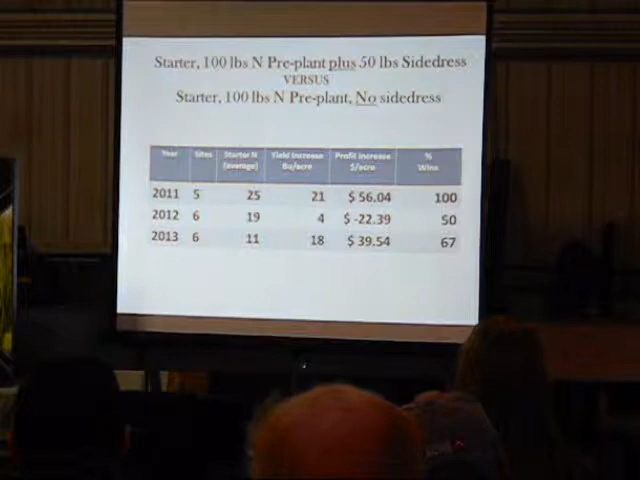 Starter, 100 lbs N Pre-plant plus 50 lbs Sidedress
VERSUS
Starter, 100 lbs N Pre-plant, No sidedress
Year Sites Starter N (average) Yield Increase Bu/acre Profit Increase $/acre % Wins
2011 5 25 21 $ 56.04 100
2012 6 19 4 $ -22.39 50
2013 6 11 18 $ 39.54 67